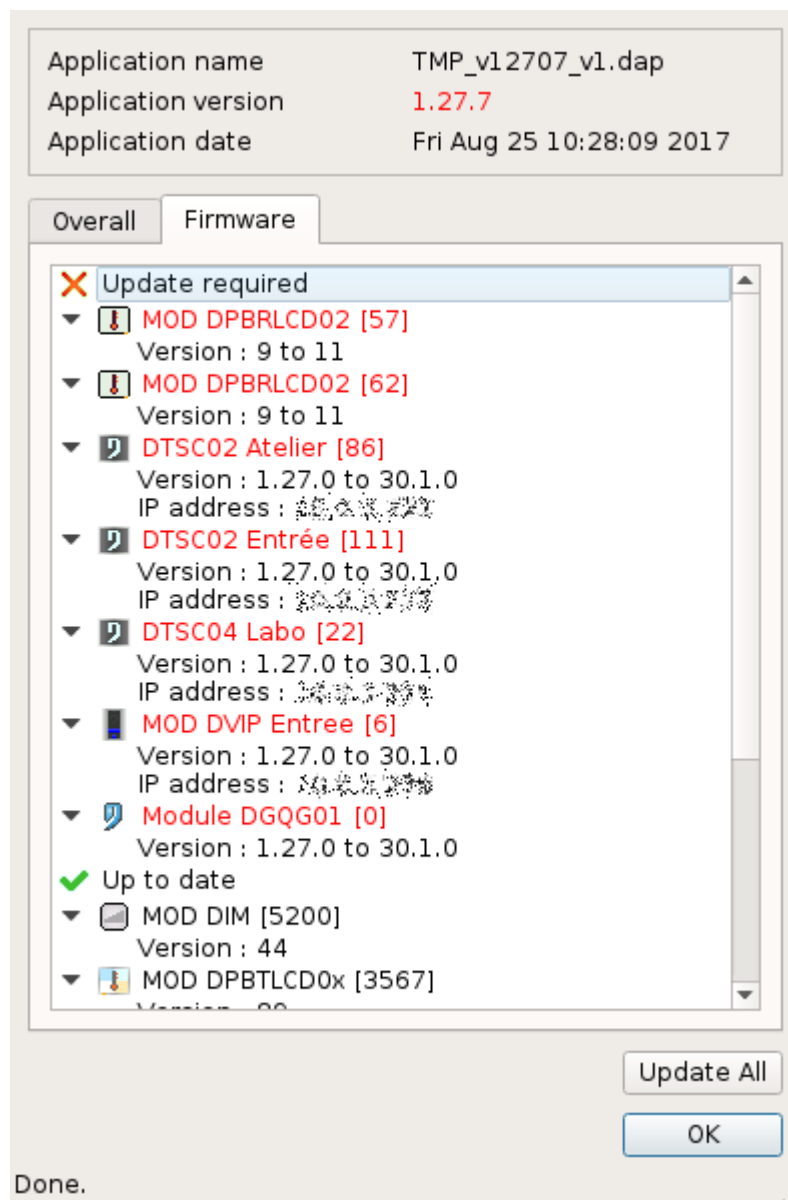 Application name TMP_v12707_v1.dap
Application version 1.27.7
Application date Fri Aug 25 10:28:09 2017
Overall Firmware
Update required
MOD DPBRLCD02 [57]
Version : 9 to 11
MOD DPBRLCD02 [62]
Version : 9 to 11
DTSC02 Atelier [86]
Version : 1.27.0 to 30.1.0
IP address :
DTSC02 Entrée [111]
Version : 1.27.0 to 30.1.0
IP address :
DTSC04 Labo [22]
Version : 1.27.0 to 30.1.0
IP address :
MOD DVIP Entree [6]
Version : 1.27.0 to 30.1.0
IP address :
Module DGQG01 [0]
Version : 1.27.0 to 30.1.0
Up to date
MOD DIM [5200]
Version : 44
MOD DPBTLCD0x [3567]
Update All
OK
Done.